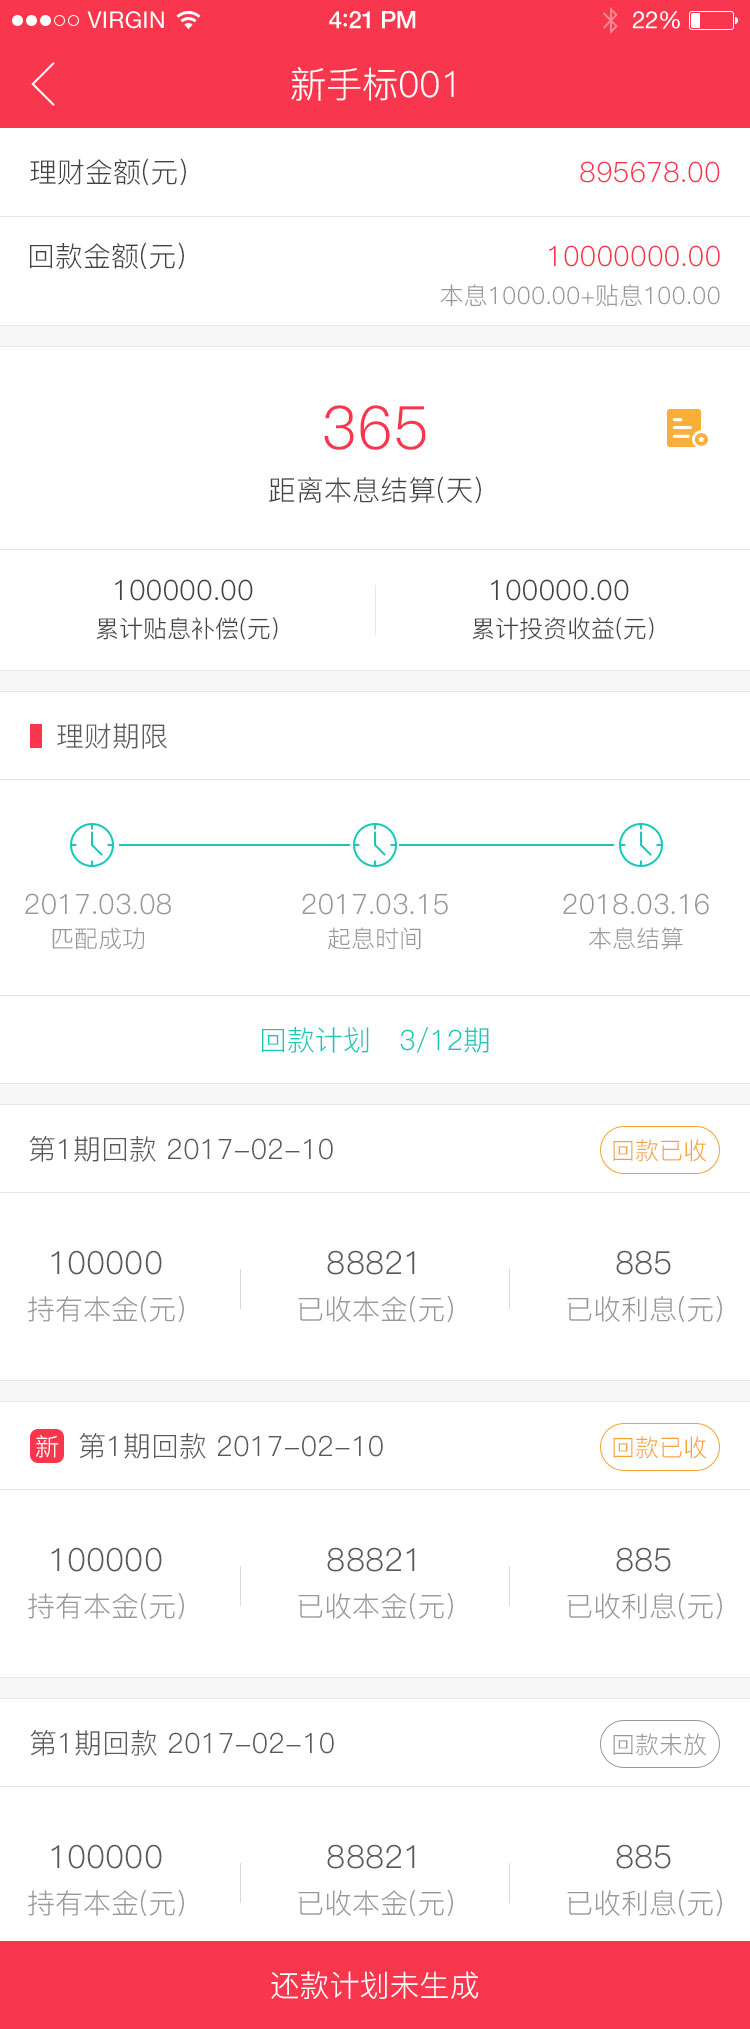 VIRGIN 4:21 PM 22%
新手标001
理财金额(元) 895678.00
回款金额(元) 10000000.00
本息1000.00+贴息100.00
365
距离本息结算(天)
100000.00 100000.00
累计贴息补偿(元) 累计投资收益(元)
理财期限
2017.03.08 2017.03.15 2018.03.16
匹配成功 起息时间 本息结算
回款计划 3/12期
第1期回款 2017-02-10 回款已收
100000 88821 885
持有本金(元) 已收本金(元) 已收利息(元)
新 第1期回款 2017-02-10 回款已收
100000 88821 885
持有本金(元) 已收本金(元) 已收利息(元)
第1期回款 2017-02-10 回款未放
100000 88821 885
持有本金(元) 已收本金(元) 已收利息(元)
还款计划未生成